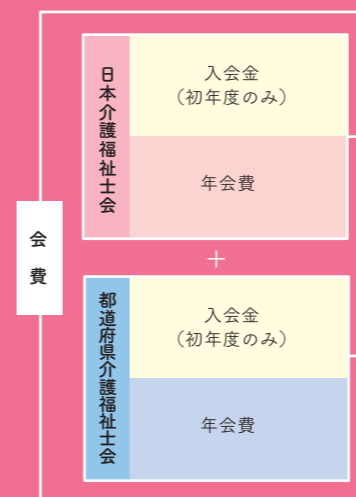 会費
日本介護福祉士会
入会金
（初年度のみ）
年会費
＋
都道府県介護福祉士会
入会金
（初年度のみ）
年会費